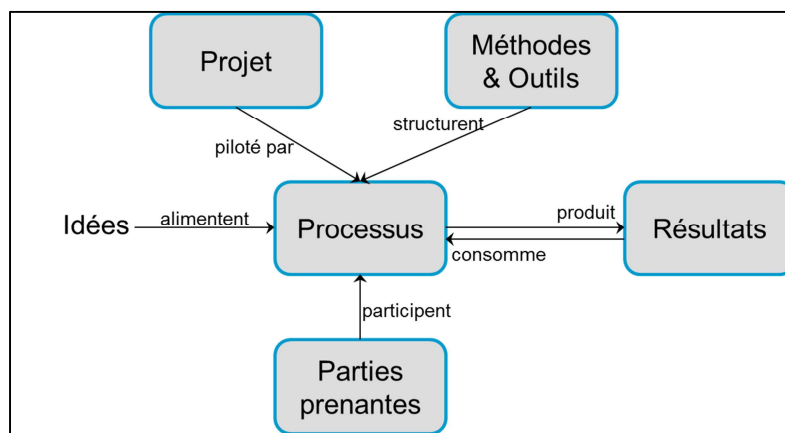 Projet
Méthodes
& Outils
structurent
piloté par
Idées
alimentent
Processus
produit
consomme
Résultats
participent
Parties
prenantes